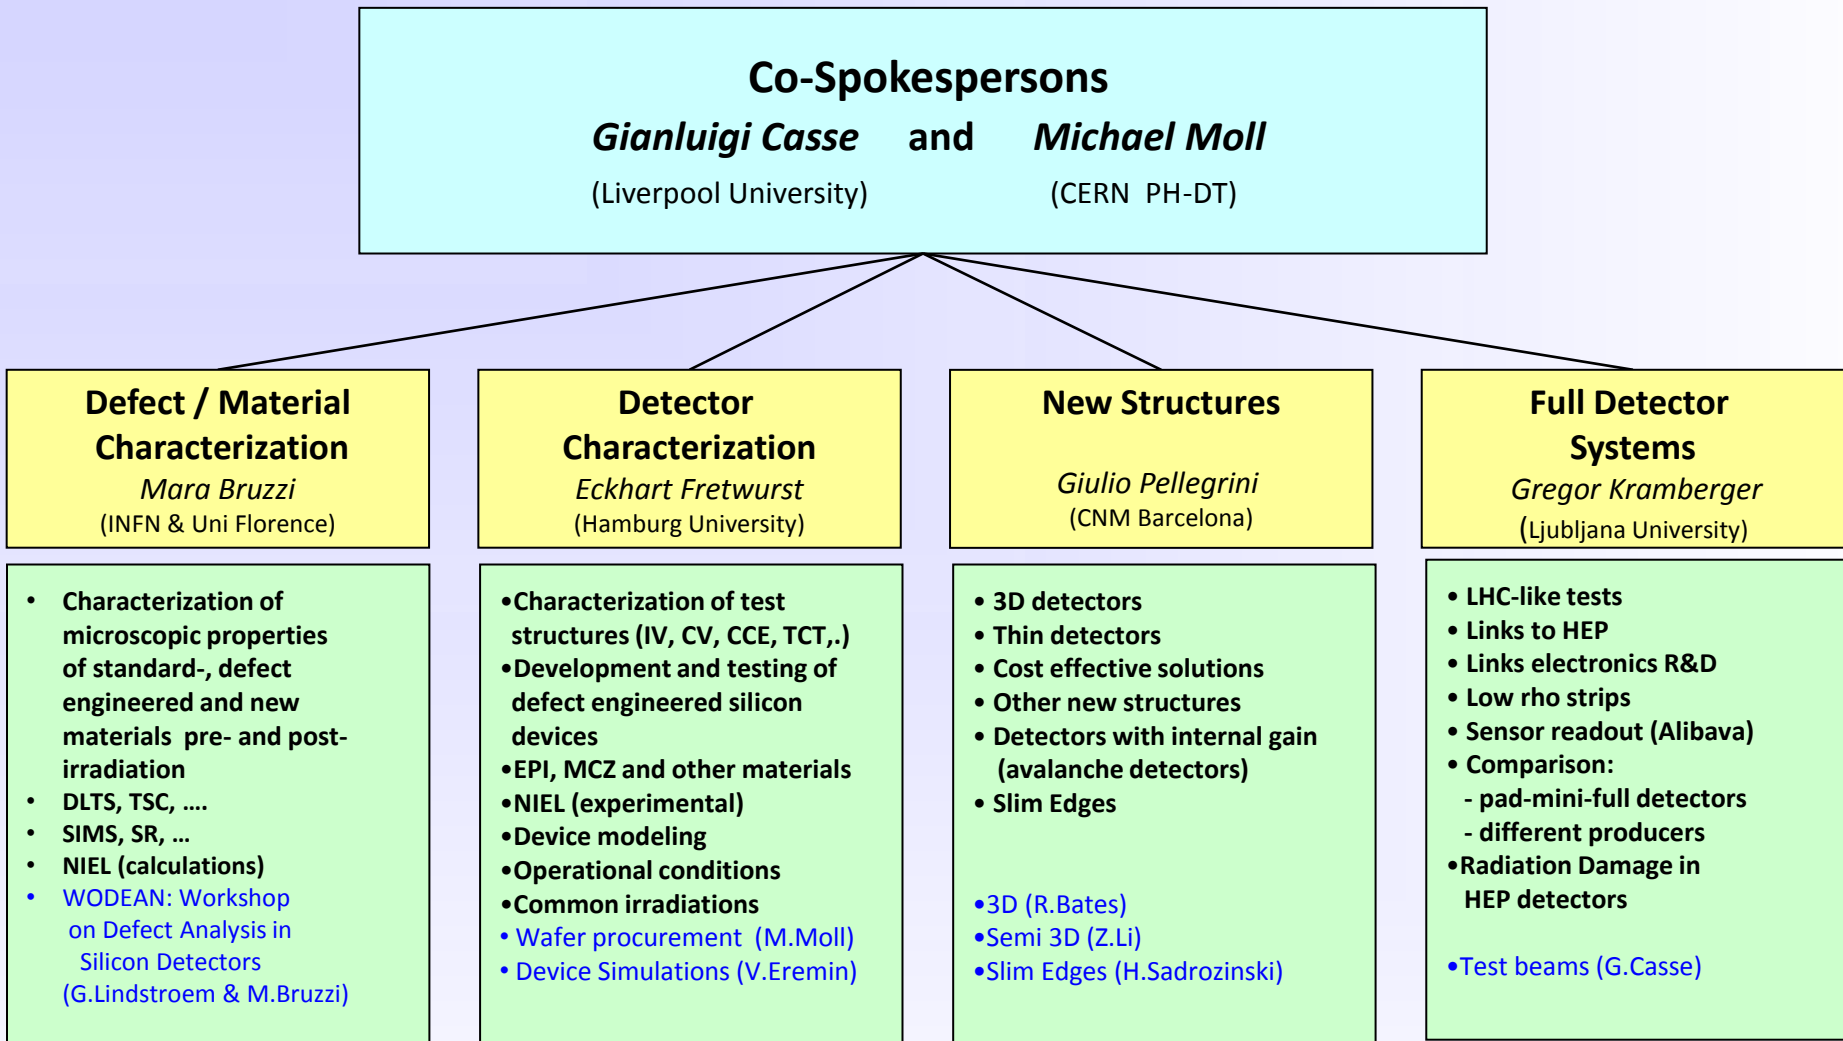 Co-Spokespersons
Gianluigi Casse and Michael Moll
(Liverpool University) (CERN PH-DT)
Defect / Material
Characterization
Mara Bruzzi
(INFN & Uni Florence)
• Characterization of
microscopic properties
of standard-, defect
engineered and new
materials pre- and post-
irradiation
• DLTS, TSC, ....
• SIMS, SR, ...
• NIEL (calculations)
• WODEAN: Workshop
on Defect Analysis in
Silicon Detectors
(G.Lindstroem & M.Bruzzi)
Detector
Characterization
Eckhart Fretwurst
(Hamburg University)
•Characterization of test
structures (IV, CV, CCE, TCT,.)
•Development and testing of
defect engineered silicon
devices
•EPI, MCZ and other materials
•NIEL (experimental)
•Device modeling
•Operational conditions
•Common irradiations
• Wafer procurement (M.Moll)
• Device Simulations (V.Eremin)
New Structures
Giulio Pellegrini
(CNM Barcelona)
• 3D detectors
• Thin detectors
• Cost effective solutions
• Other new structures
• Detectors with internal gain
(avalanche detectors)
• Slim Edges
•3D (R.Bates)
•Semi 3D (Z.Li)
•Slim Edges (H.Sadrozinski)
Full Detector
Systems
Gregor Kramberger
(Ljubljana University)
• LHC-like tests
• Links to HEP
• Links electronics R&D
• Low rho strips
• Sensor readout (Alibava)
• Comparison:
- pad-mini-full detectors
- different producers
•Radiation Damage in
HEP detectors
•Test beams (G.Casse)